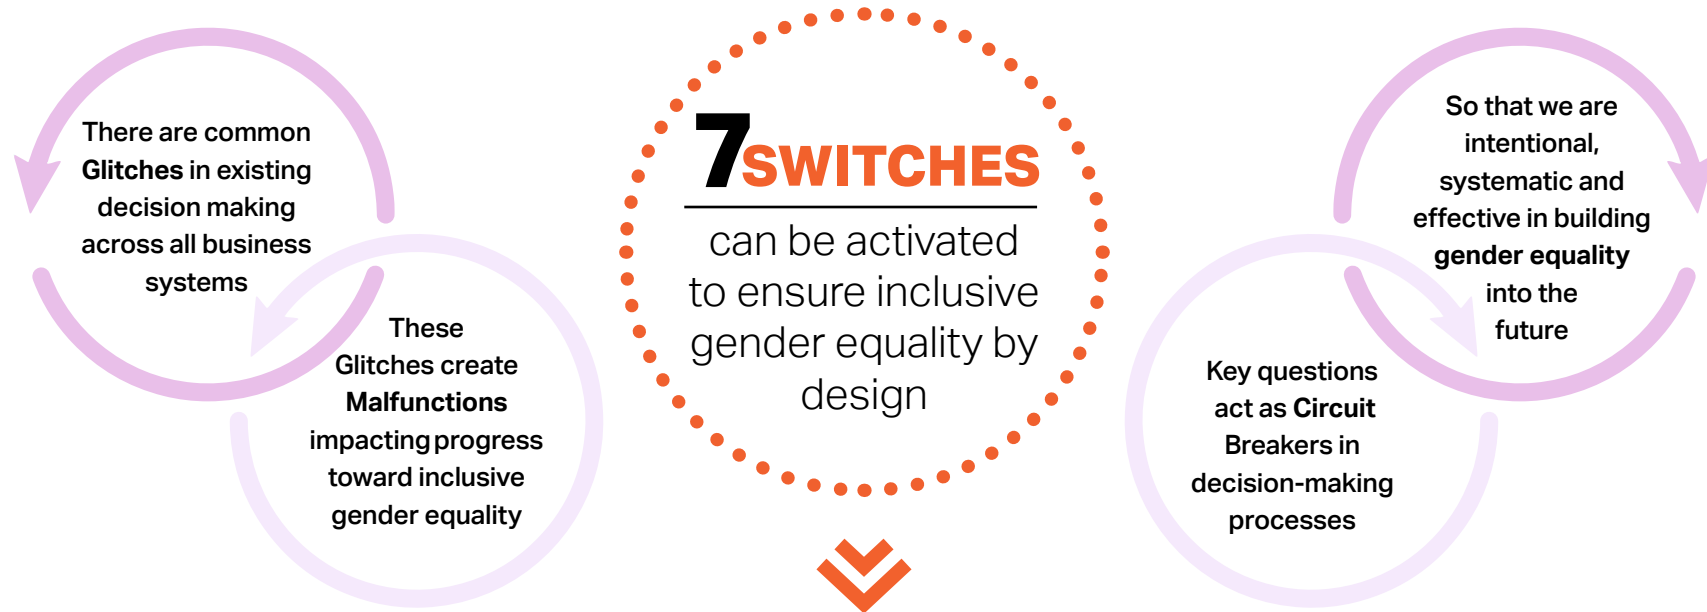 There are common
Glitches in existing
decision making
across all business
systems
These
Glitches create
Malfunctions
impacting progress
toward inclusive
gender equality
7 SWITCHES
can be activated
to ensure inclusive
gender equality by
design
Key questions
act as Circuit
Breakers in
decision-making
processes
So that we are
intentional,
systematic and
effective in building
gender equality
into the
future